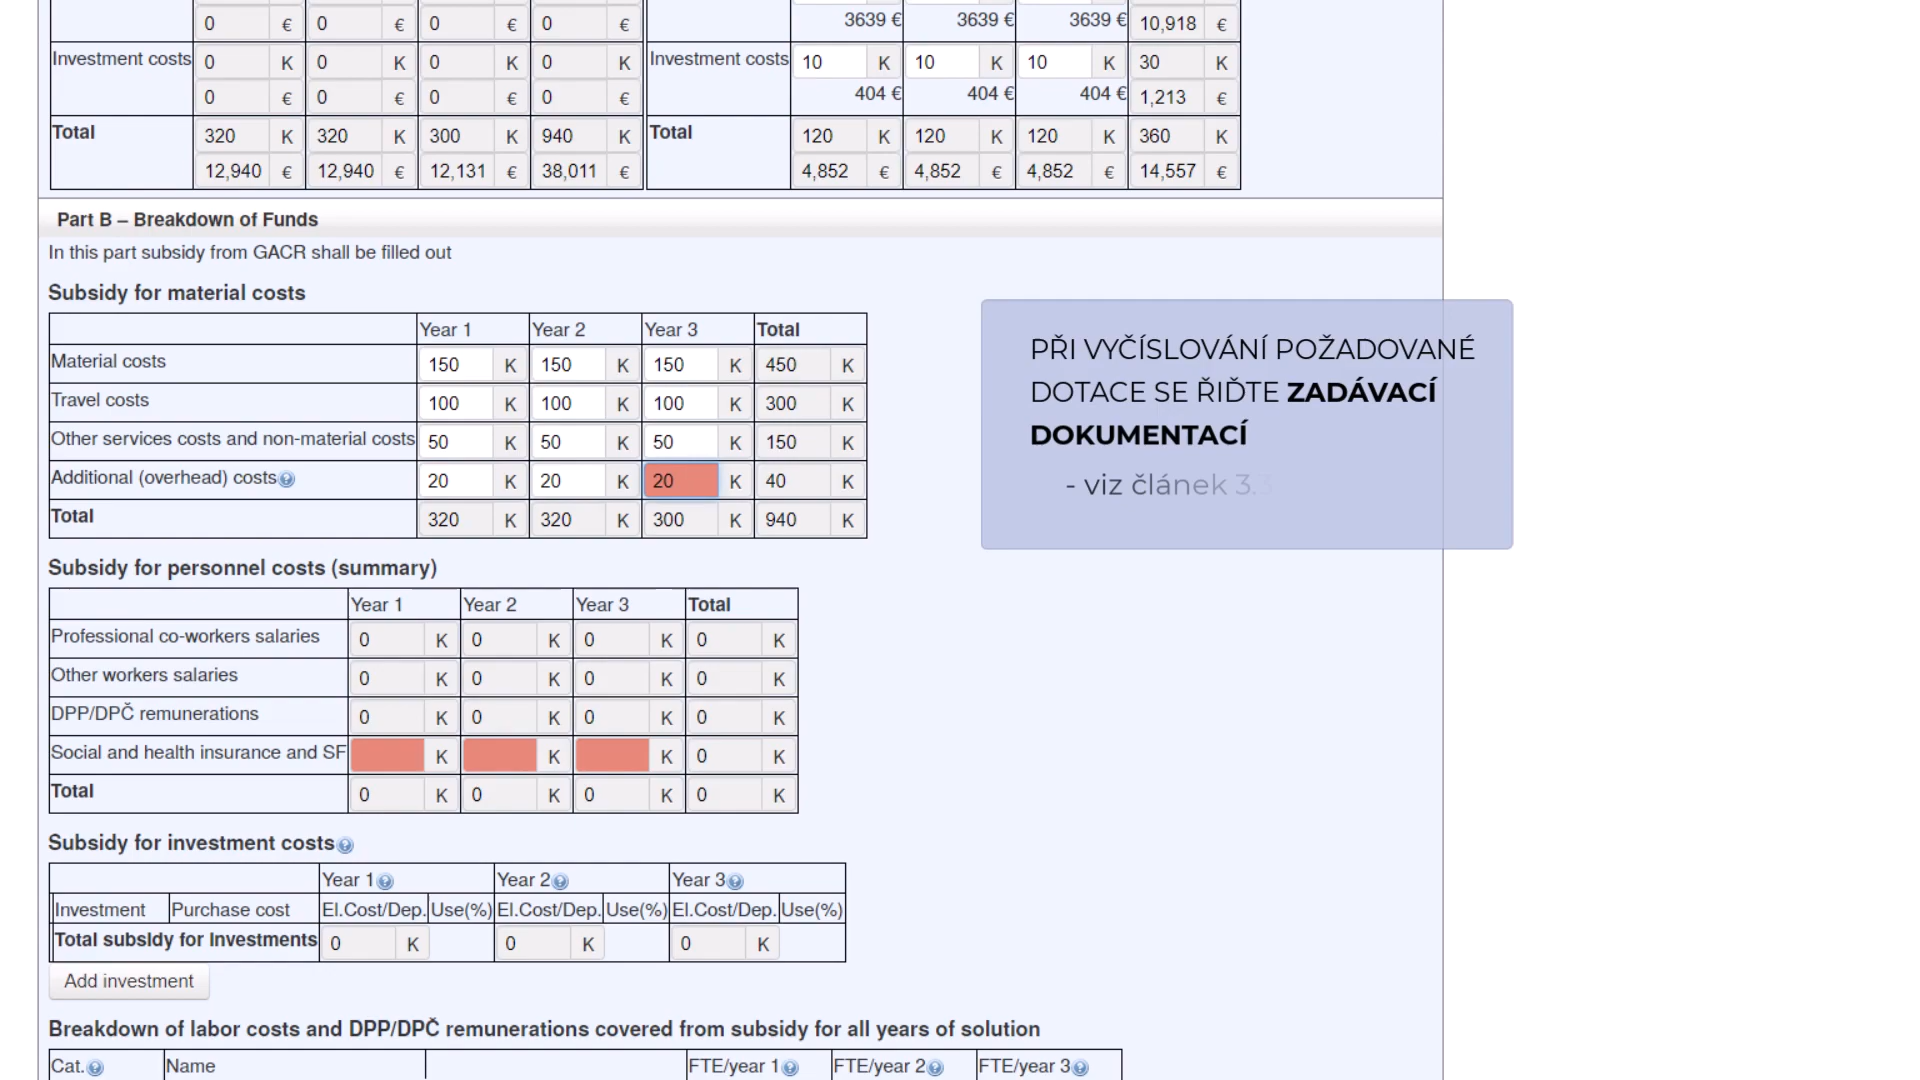 0 € 0 € 0 € 0 € 3639 € 3639 € 3639 € 10,918 €
Investment costs 0 K 0 K 0 K 0 K Investment costs 10 K 10 K 10 K 30 K
0 € 0 € 0 € 0 € 404 € 404 € 404 € 1,213 €
Total 320 K 320 K 300 K 940 K Total 120 K 120 K 120 K 360 K
12,940 € 12,940 € 12,131 € 38,011 € 4,852 € 4,852 € 4,852 € 14,557 €
Part B – Breakdown of Funds
In this part subsidy from GACR shall be filled out
Subsidy for material costs
Year 1 Year 2 Year 3 Total
Material costs 150 K 150 K 150 K 450 K
Travel costs 100 K 100 K 100 K 300 K
Other services costs and non-material costs 50 K 50 K 50 K 150 K
Additional (overhead) costs 20 K 20 K 20 K 40 K
Total 320 K 320 K 300 K 940 K
PŘI VYČÍSLOVÁNÍ POŽADOVANÉ
DOTACE SE ŘIĎTE ZADÁVACÍ
DOKUMENTACÍ
- viz článek 3.
Subsidy for personnel costs (summary)
Year 1 Year 2 Year 3 Total
Professional co-workers salaries 0 K 0 K 0 K 0 K
Other workers salaries 0 K 0 K 0 K 0 K
DPP/DPČ remunerations 0 K 0 K 0 K 0 K
Social and health insurance and SF K K K 0 K
Total 0 K 0 K 0 K 0 K
Subsidy for investment costs
Year 1 Year 2 Year 3
Investment Purchase cost El.Cost/Dep. Use(%) El.Cost/Dep. Use(%) El.Cost/Dep. Use(%)
Total subsidy for Investments 0 K 0 K 0 K
Add investment
Breakdown of labor costs and DPP/DPČ remunerations covered from subsidy for all years of solution
Cat. Name FTE/year 1 FTE/year 2 FTE/year 3